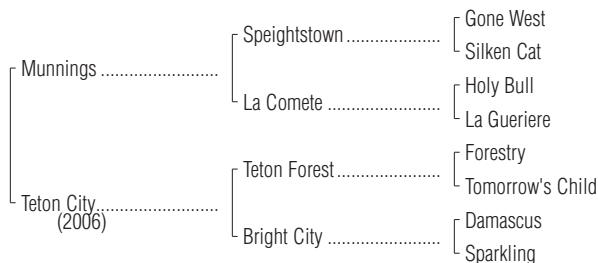 Gone West
Speightstown
Silken Cat
Munnings
Holy Bull
La Comete
La Gueriere
Forestry
Teton Forest
Tomorrow's Child
Teton City
(2006)
Damascus
Bright City
Sparkling